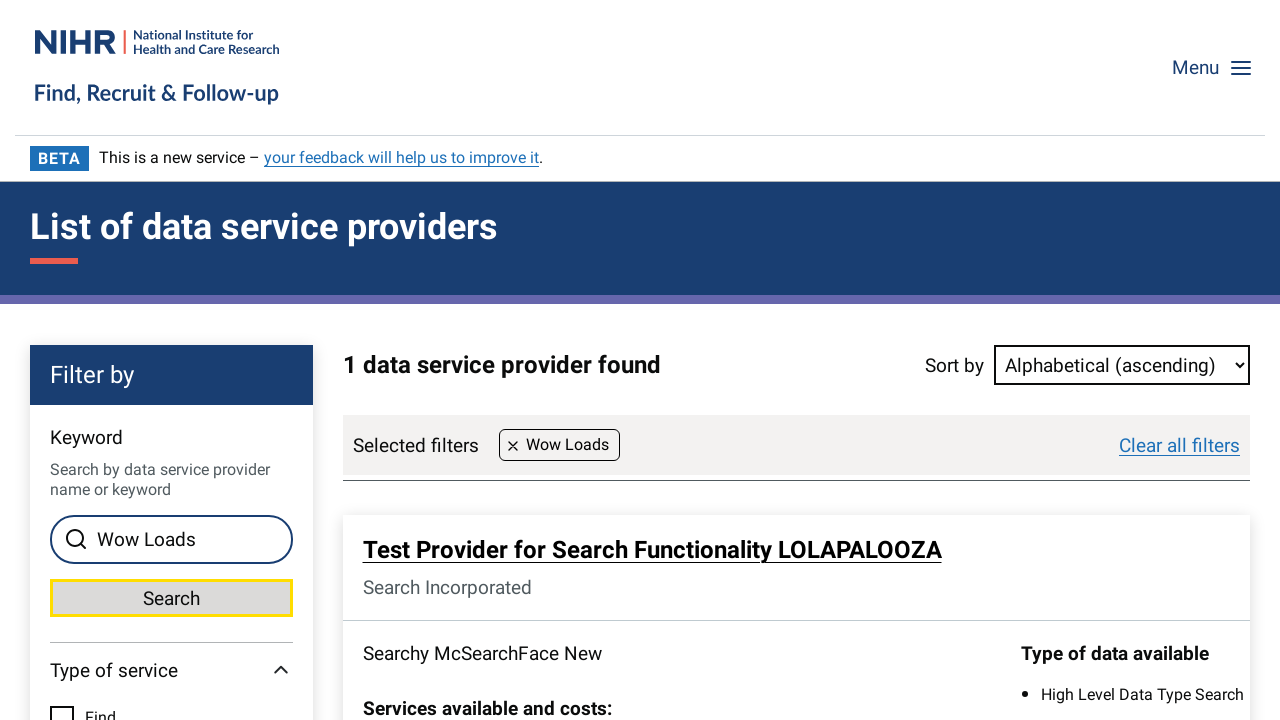 NIHR | National Institute for
Health and Care Research
Find, Recruit & Follow-up
Menu
BETA This is a new service – your feedback will help us to improve it.
List of data service providers
Filter by
Keyword
Search by data service provider
name or keyword
Wow Loads
Search
Type of service
Find
1 data service provider found
Sort by Alphabetical (ascending)
Selected filters Wow Loads Clear all filters
Test Provider for Search Functionality LOLAPALOOZA
Search Incorporated
Searchy McSearchFace New
Services available and costs:
Type of data available
• High Level Data Type Search